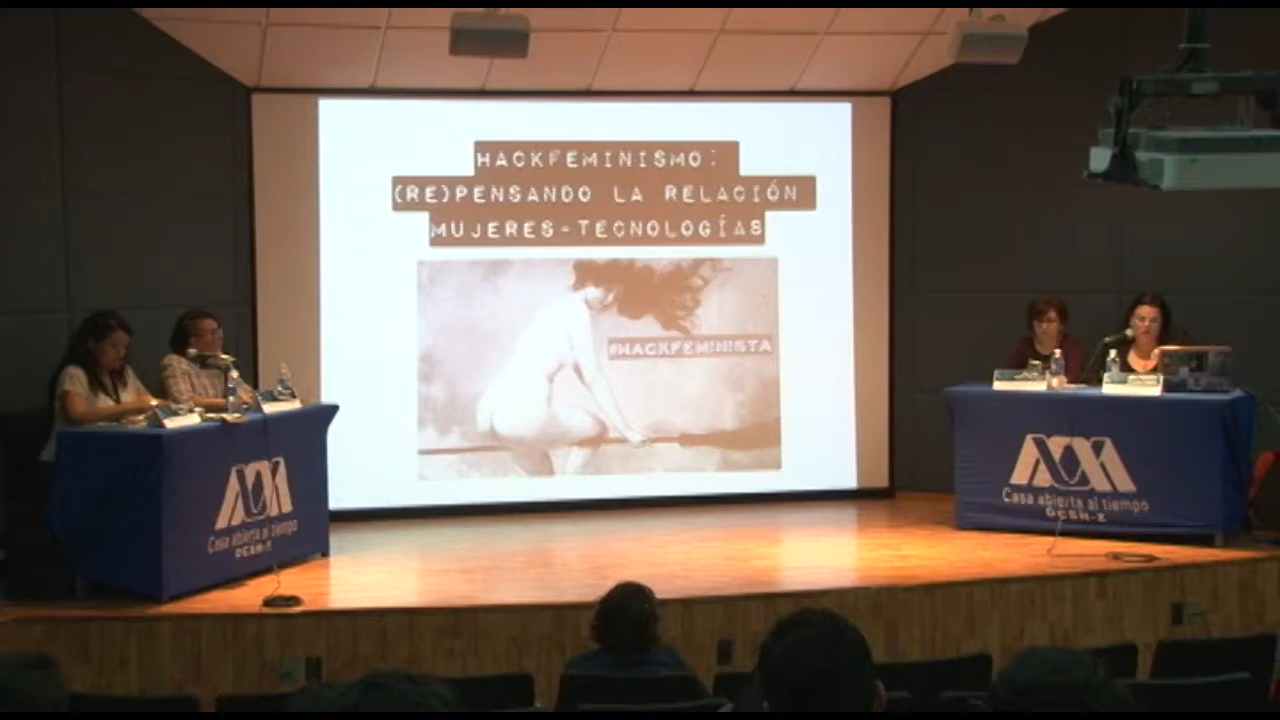 HACKFEMINISMO:
(RE)PENSANDO LA RELACIÓN
MUJERES-TECNOLOGÍAS
#HACKFEMINISTA
Casa abierta al tiempo
DCSH-X
Casa abierta al tiempo
DCSH-X